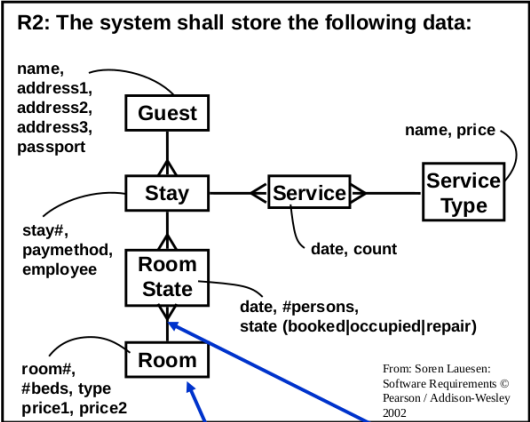 R2: The system shall store the following data:
name,
address1,
address2,
address3,
passport
Guest
name, price
Stay
Service
Service
Type
stay#,
paymethod,
employee
date, count
Room
State
date, #persons,
state (booked|occupied|repair)
Room
room#,
#beds, type
price1, price2
From: Soren Lauesen:
Software Requirements ©
Pearson / Addison-Wesley
2002